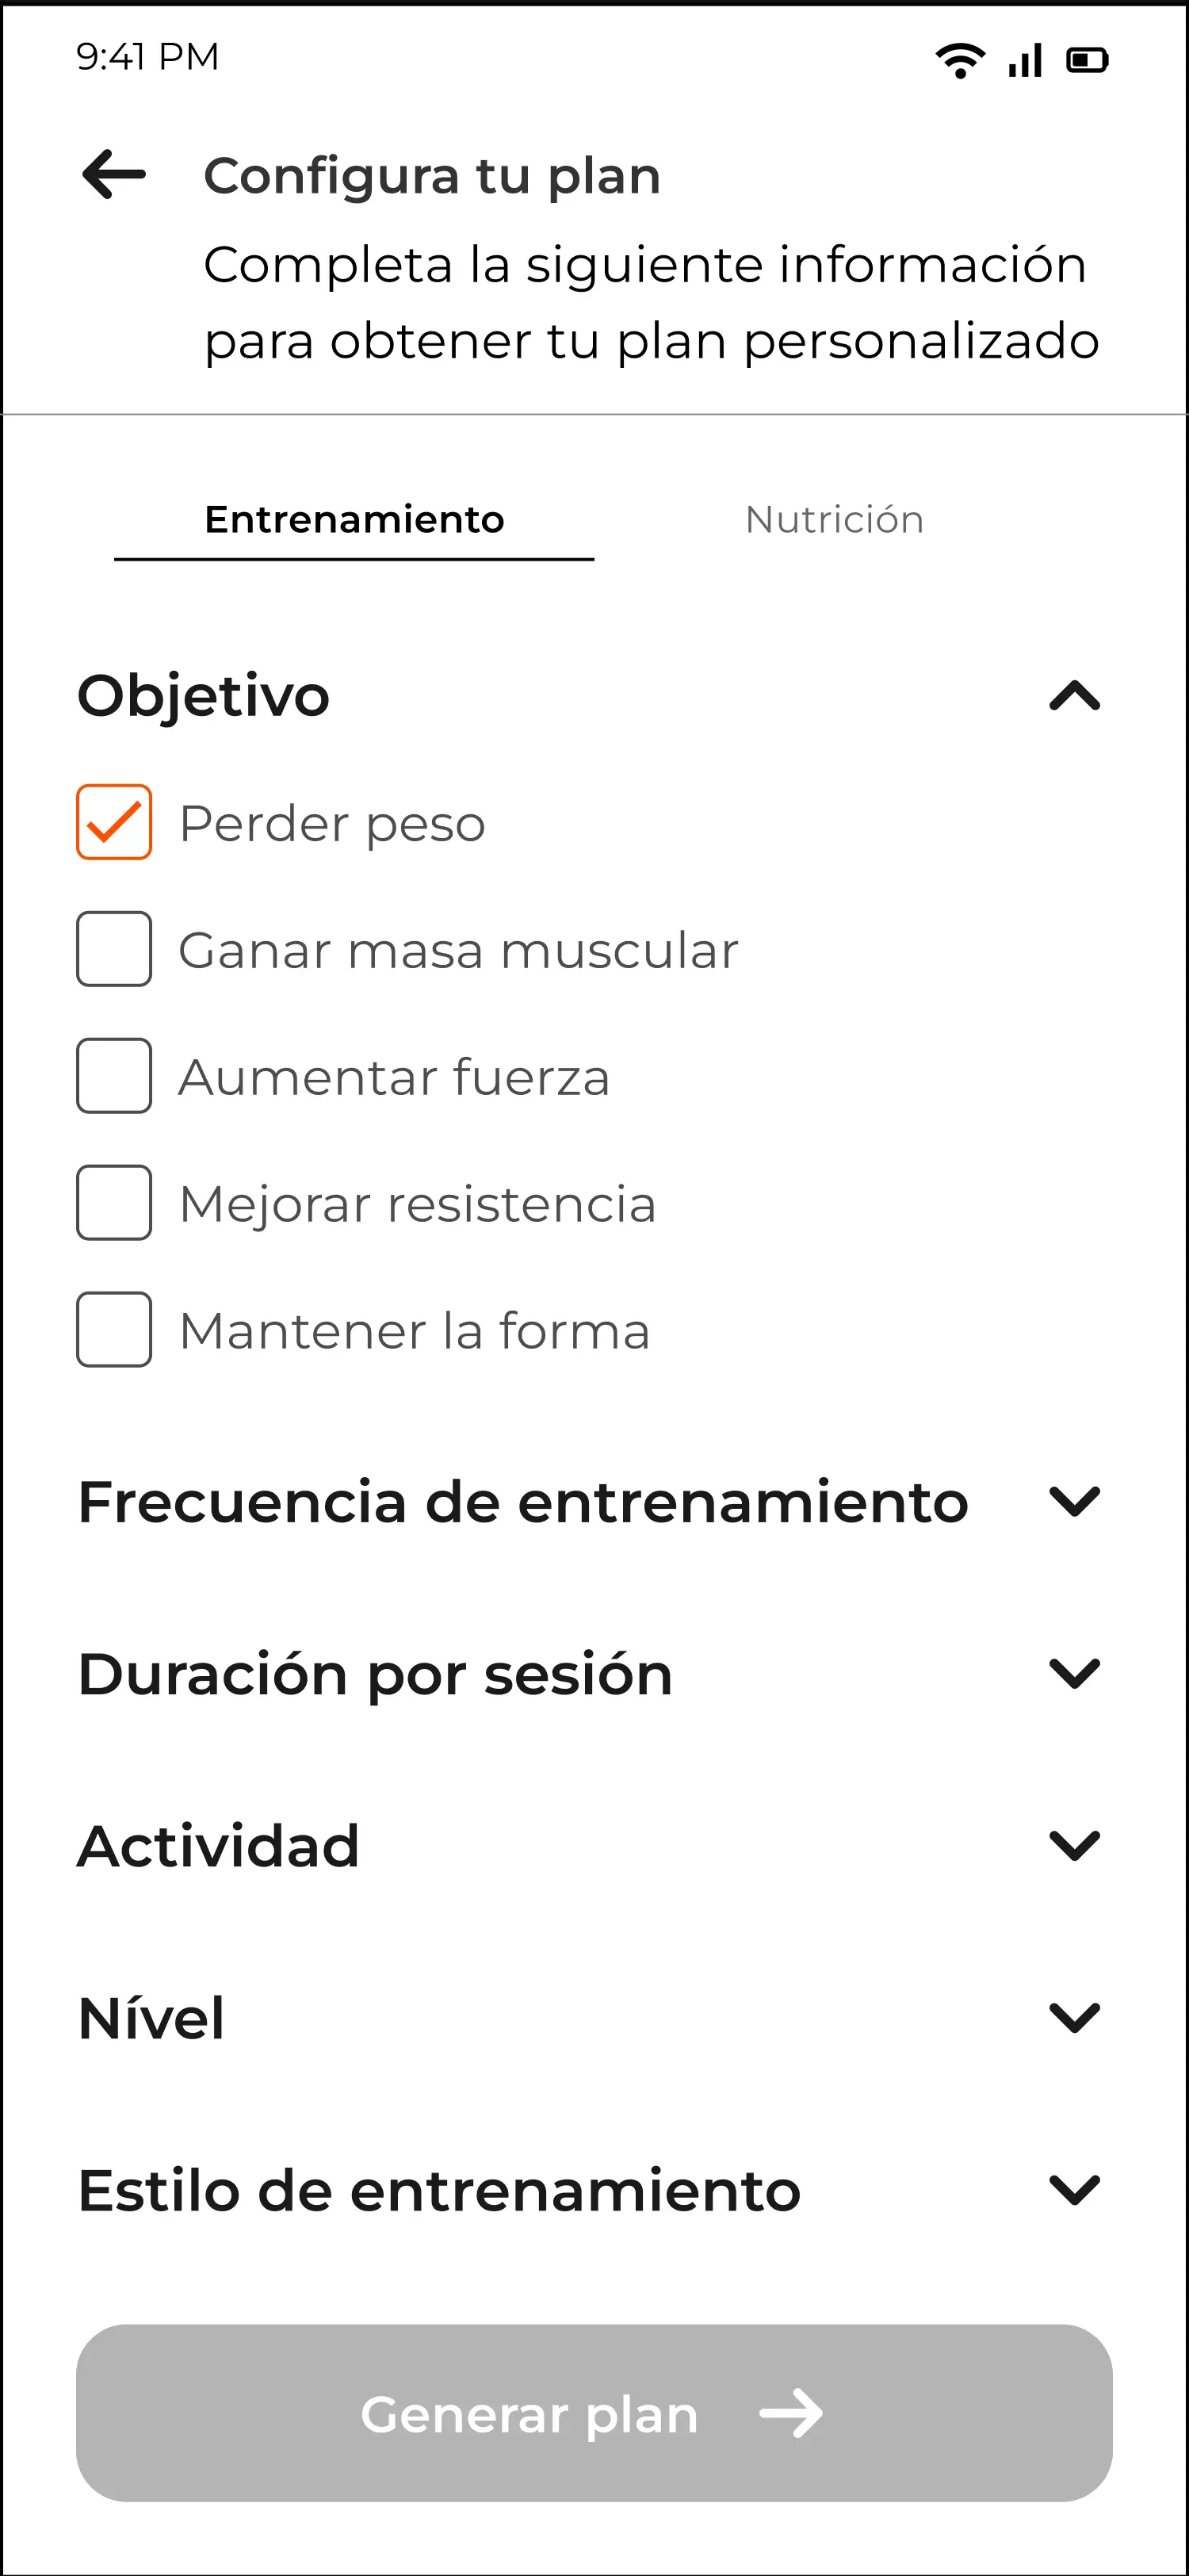 9:41 PM
Configura tu plan
Completa la siguiente información
para obtener tu plan personalizado
Entrenamiento
Nutrición
Objetivo
Perder peso
Ganar masa muscular
Aumentar fuerza
Mejorar resistencia
Mantener la forma
Frecuencia de entrenamiento
Duración por sesión
Actividad
Nível
Estilo de entrenamiento
Generar plan